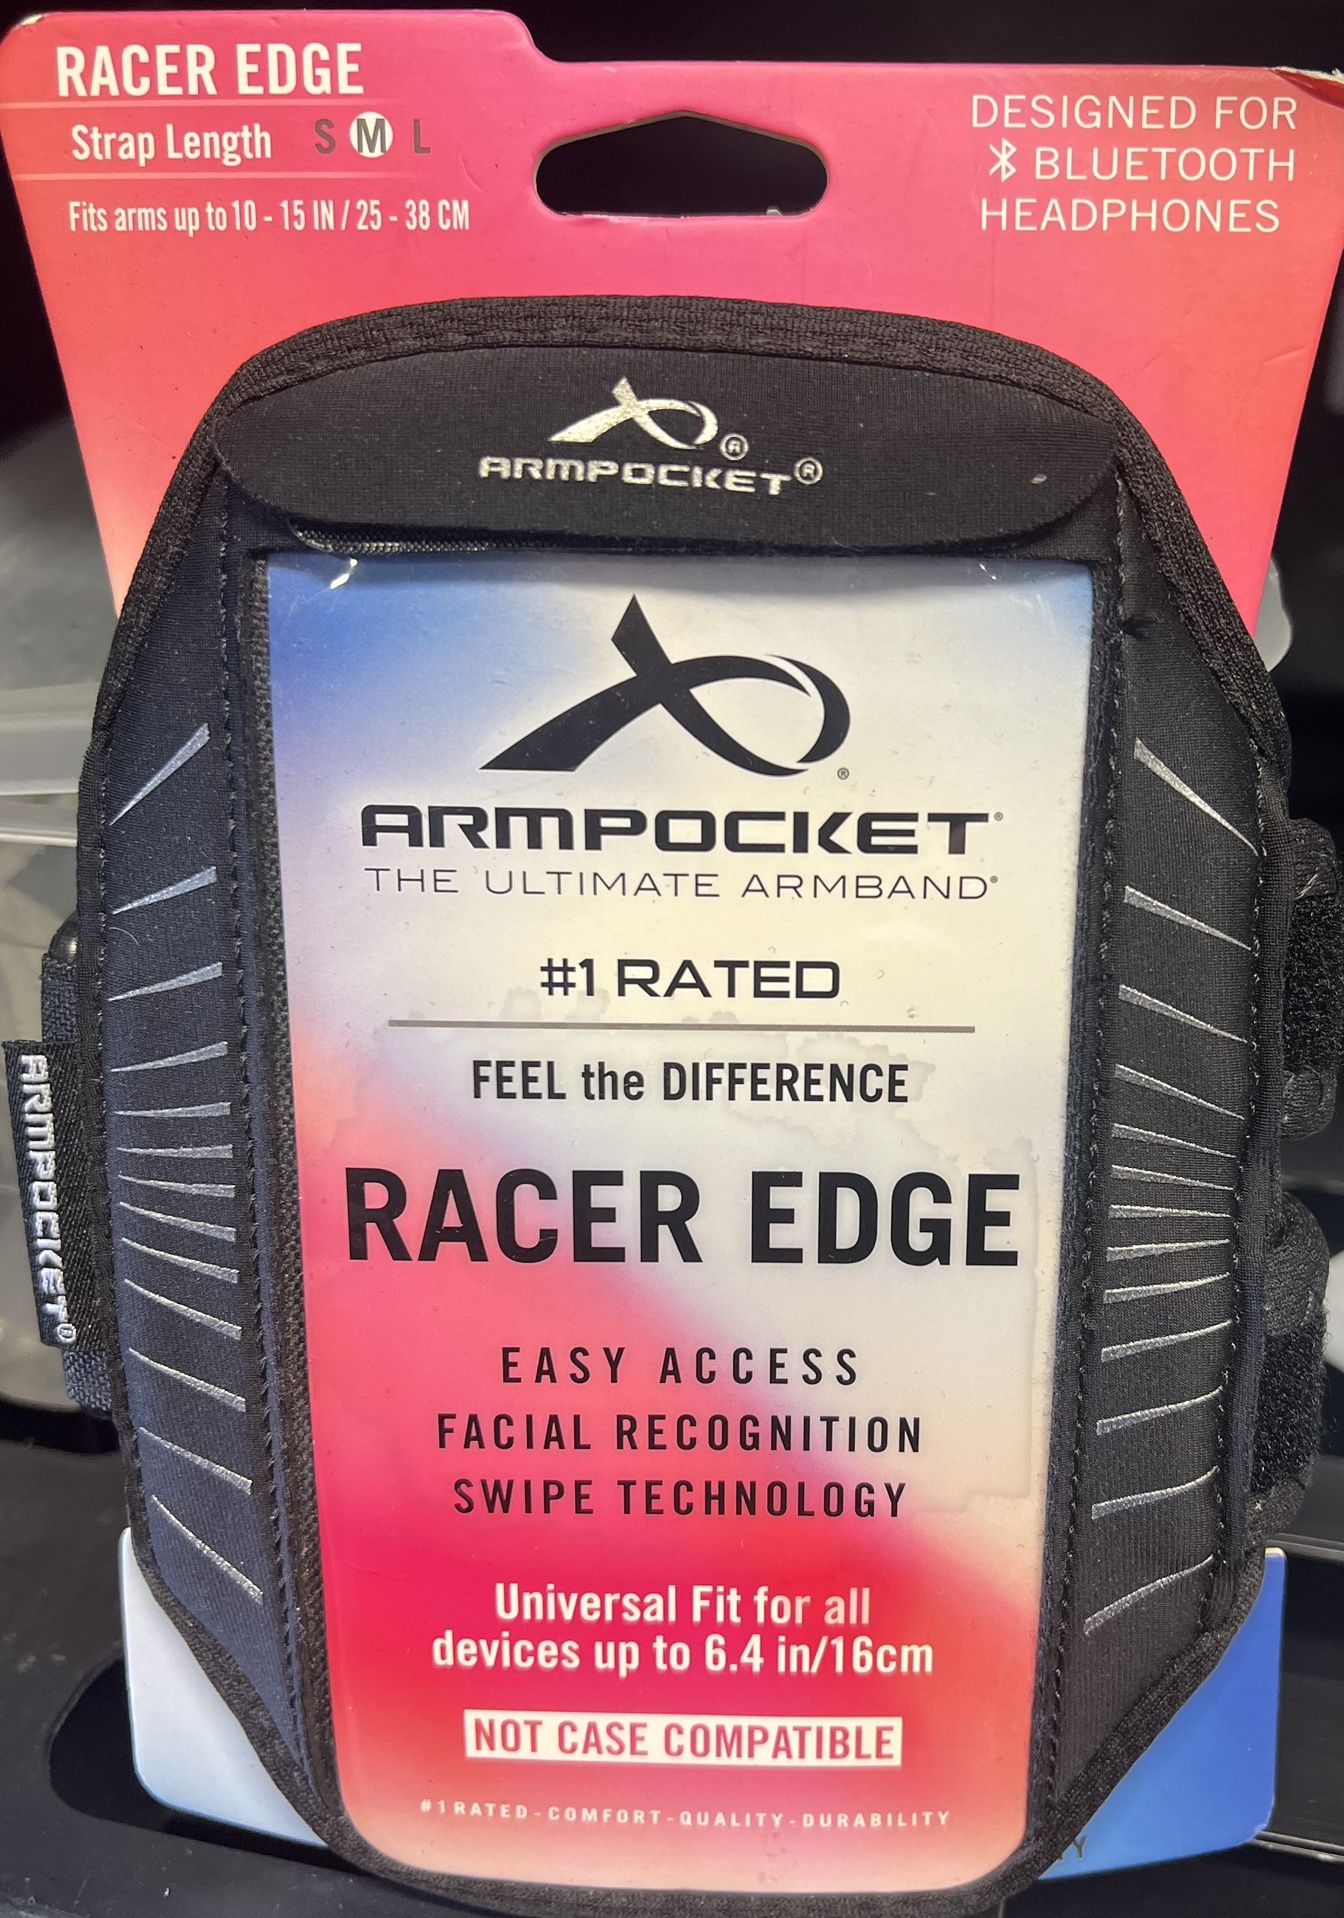 RACER EDGE
Strap Length S M L
Fits arms up to 10 - 15 IN / 25 - 38 CM
DESIGNED FOR
BLUETOOTH
HEADPHONES
®
ARMPOCKET®
®
ARMPOCKET®
THE ULTIMATE ARMBAND®
#1 RATED
FEEL the DIFFERENCE
RACER EDGE
EASY ACCESS
FACIAL RECOGNITION
SWIPE TECHNOLOGY
Universal Fit for all
devices up to 6.4 in/16cm
NOT CASE COMPATIBLE
#1 RATED - COMFORT - QUALITY - DURABILITY
ARMPOCKET®